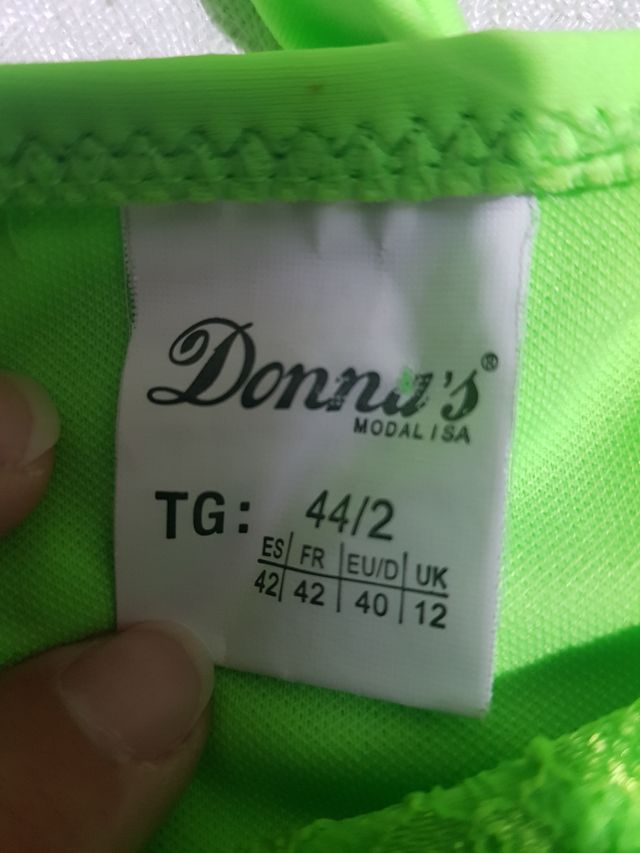 Donna's®
MODAL ISA
TG: 44/2
ES FR EU/D UK
42 42 40 12